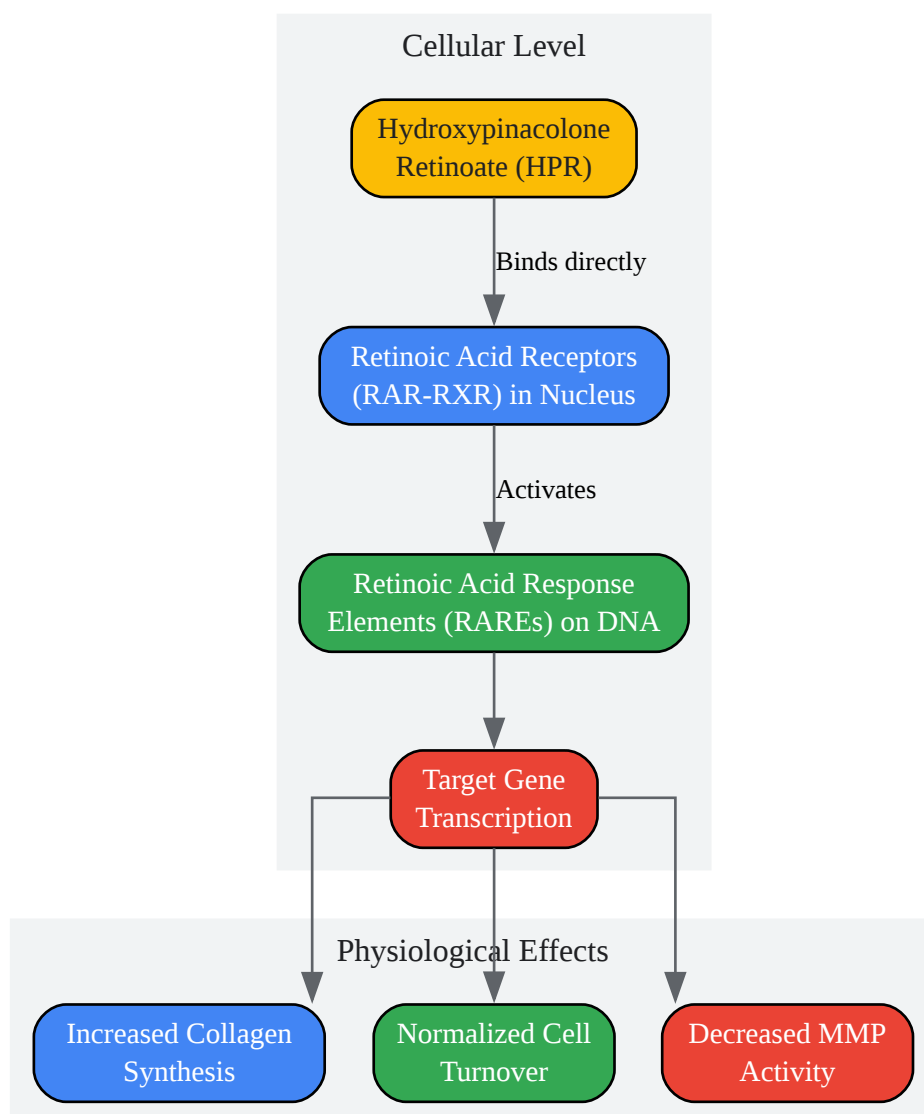 Cellular Level
Hydroxypinacolone
Retinoate (HPR)
Binds directly
Retinoic Acid Receptors
(RAR-RXR) in Nucleus
Activates
Retinoic Acid Response
Elements (RAREs) on DNA
Target Gene
Transcription
Physiological Effects
Increased Collagen
Synthesis
Normalized Cell
Turnover
Decreased MMP
Activity